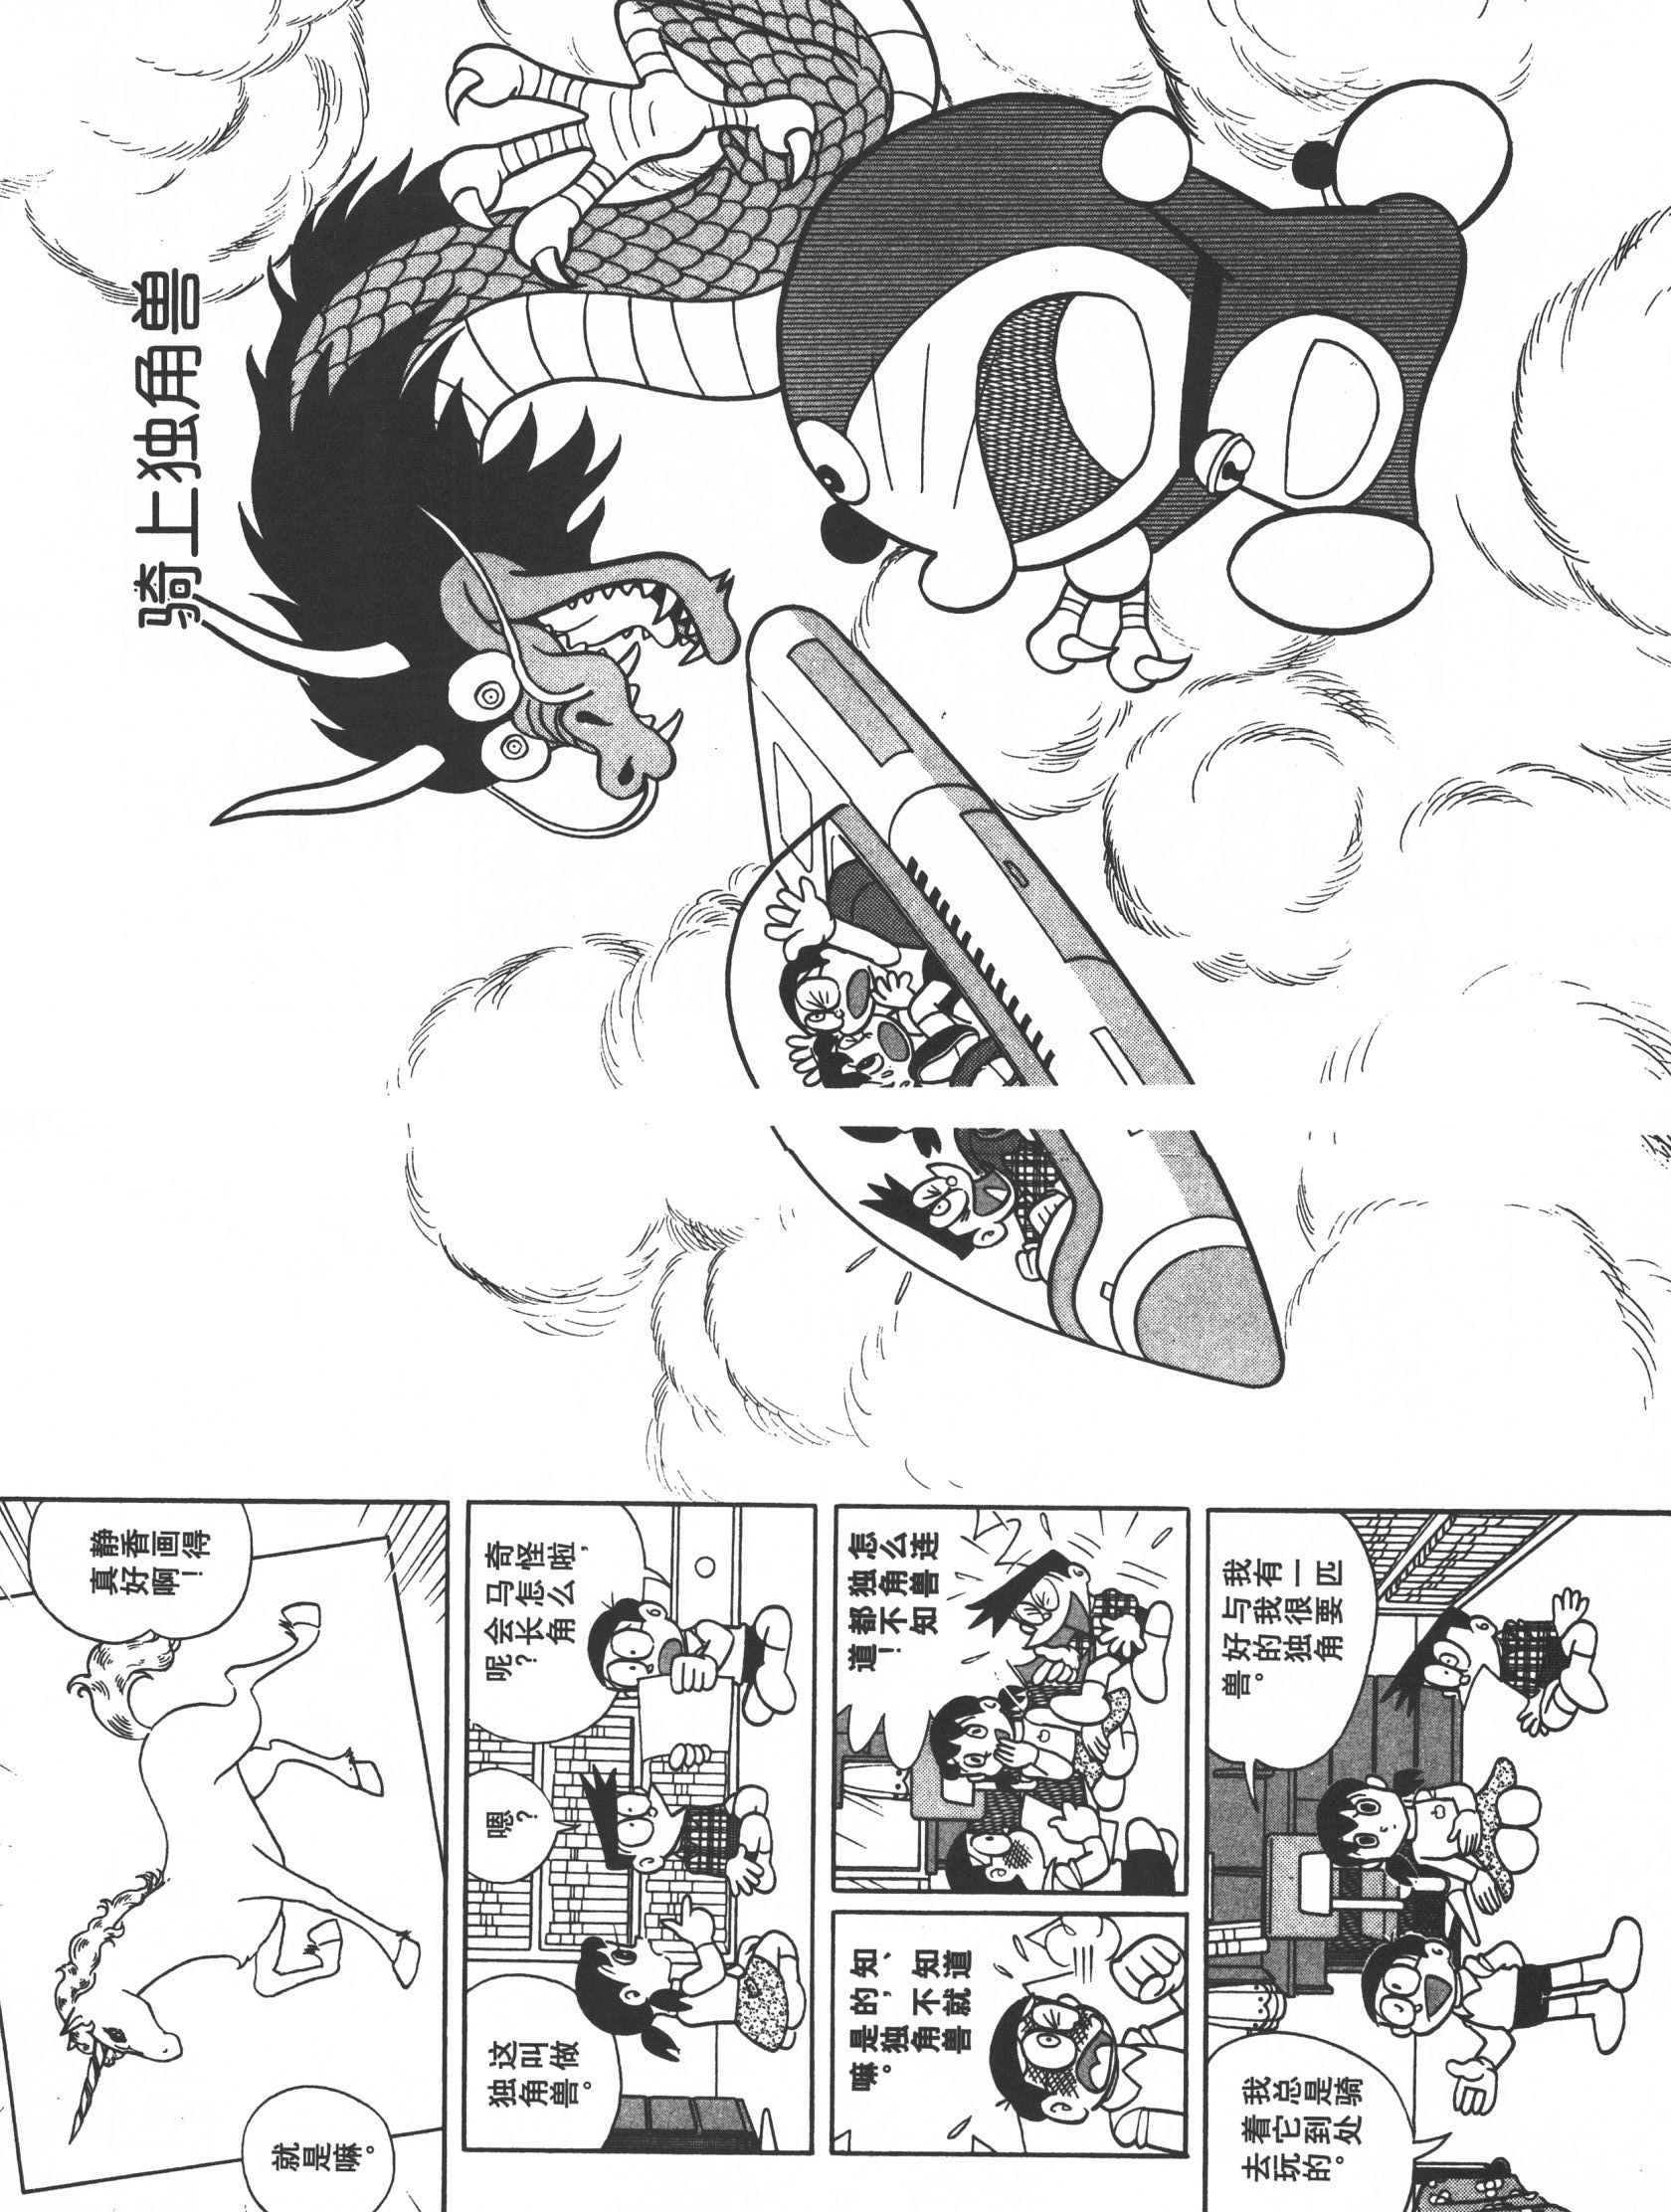 骑上独角兽
静香画得
真好啊！
就是嘛。
奇怪啦，
马怎么
会长角
呢？
嗯？
这叫做
独角兽。
怎么连
独角兽
都不知
道！
知、知道
的，不就
是独角兽
嘛。
我有一匹
与我很要
好的独角
兽。
我总是骑
着它到处
去玩的。